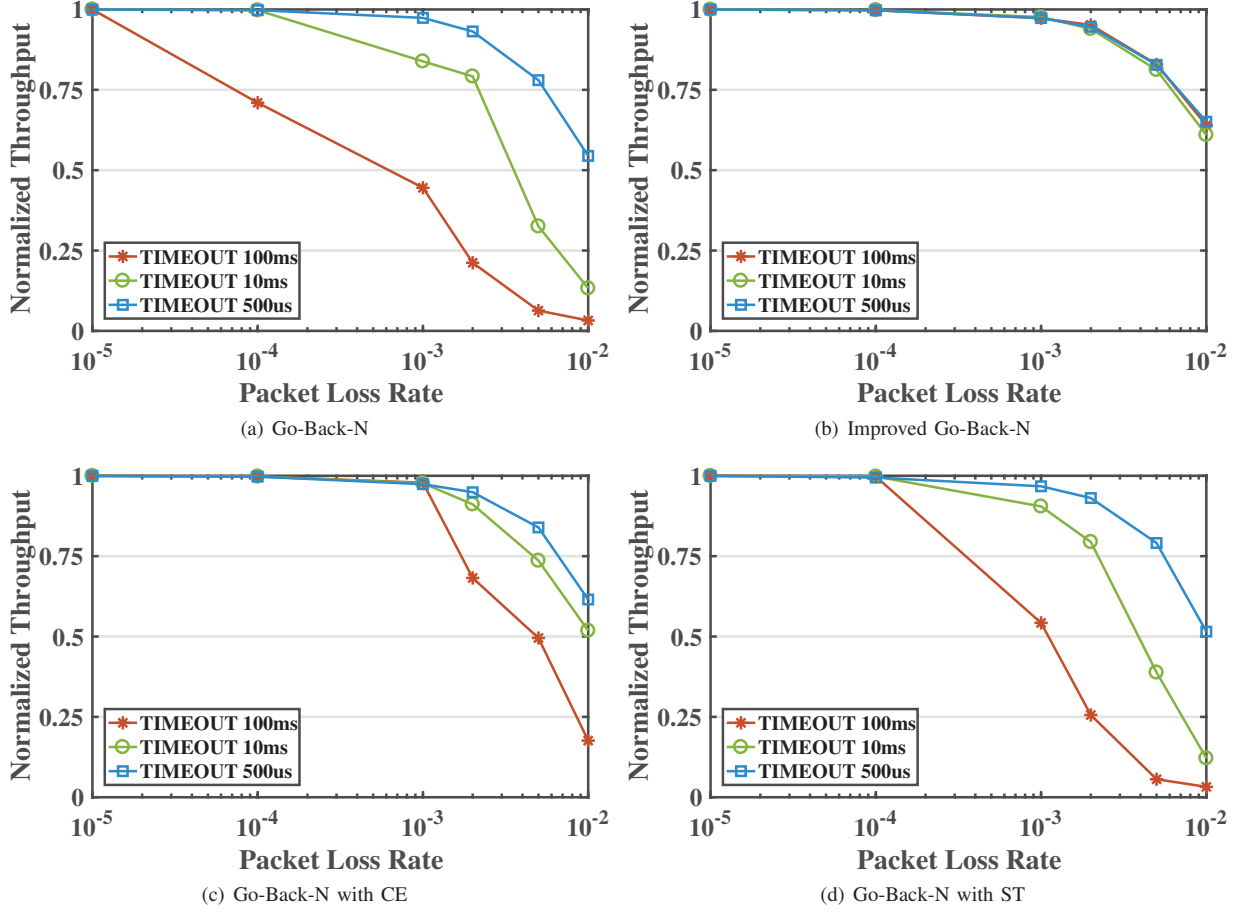 Normalized Throughput
1
0.75
0.5
0.25
0
TIMEOUT 100ms
TIMEOUT 10ms
TIMEOUT 500us
10^-5
10^-4
10^-3
10^-2
Packet Loss Rate
(a) Go-Back-N
Normalized Throughput
1
0.75
0.5
0.25
0
TIMEOUT 100ms
TIMEOUT 10ms
TIMEOUT 500us
10^-5
10^-4
10^-3
10^-2
Packet Loss Rate
(b) Improved Go-Back-N
Normalized Throughput
1
0.75
0.5
0.25
0
TIMEOUT 100ms
TIMEOUT 10ms
TIMEOUT 500us
10^-5
10^-4
10^-3
10^-2
Packet Loss Rate
(c) Go-Back-N with CE
Normalized Throughput
1
0.75
0.5
0.25
0
TIMEOUT 100ms
TIMEOUT 10ms
TIMEOUT 500us
10^-5
10^-4
10^-3
10^-2
Packet Loss Rate
(d) Go-Back-N with ST